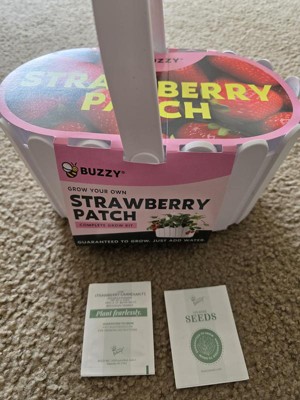 BUZZY
STRAWBERRY
PATCH
BUZZY
GROW YOUR OWN
STRAWBERRY
PATCH
COMPLETE GROW KIT
GUARANTEED TO GROW, JUST ADD WATER.
Plant fearlessly.
SEEDS